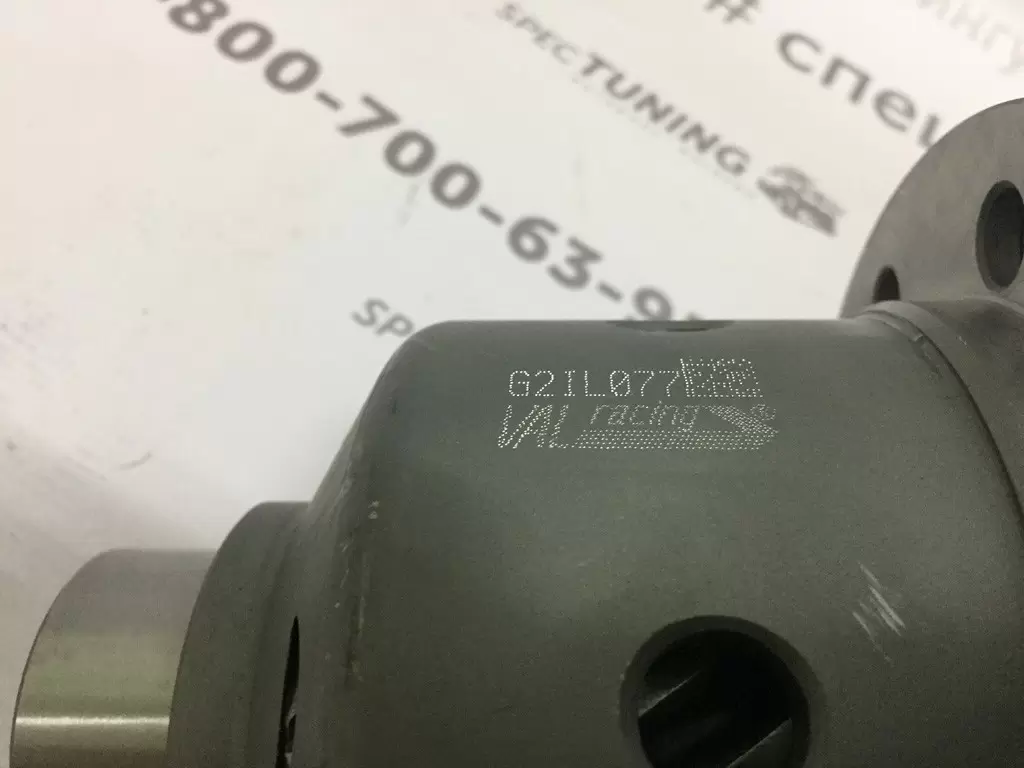 800-700-63-9
specTUNING
# спец
G2IL077
VAL racing